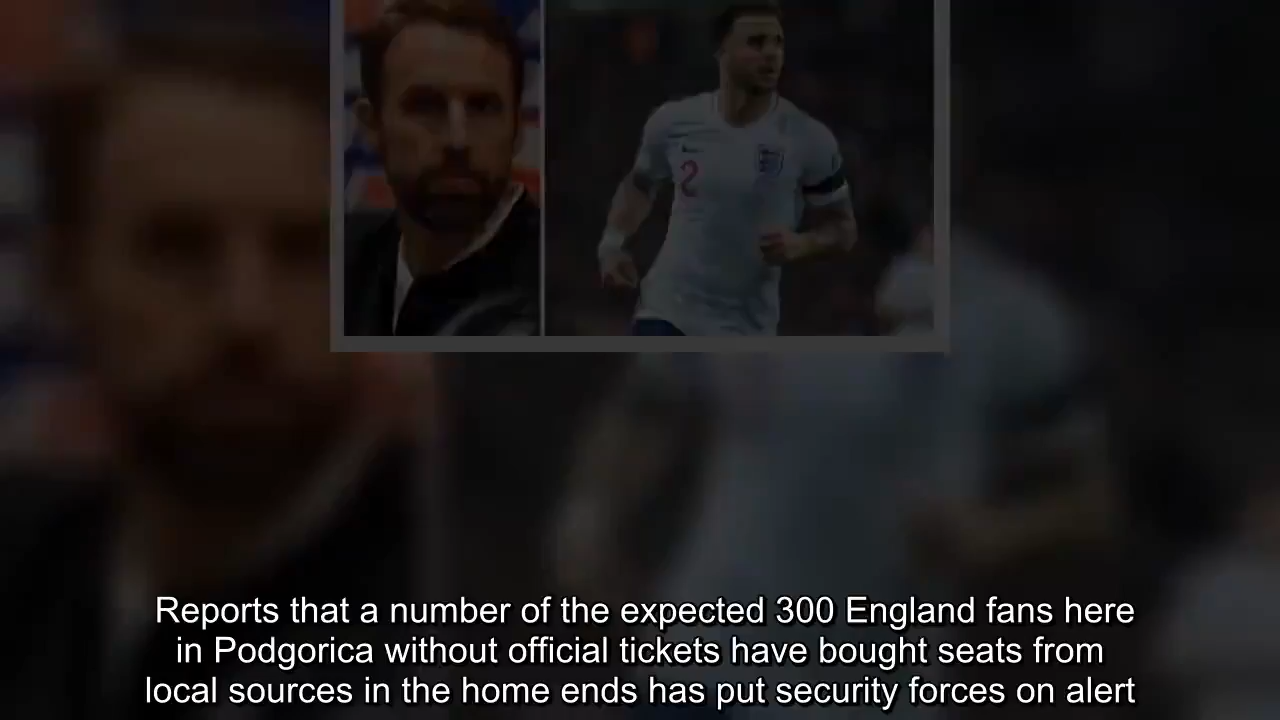 2
Reports that a number of the expected 300 England fans here
in Podgorica without official tickets have bought seats from
local sources in the home ends has put security forces on alert